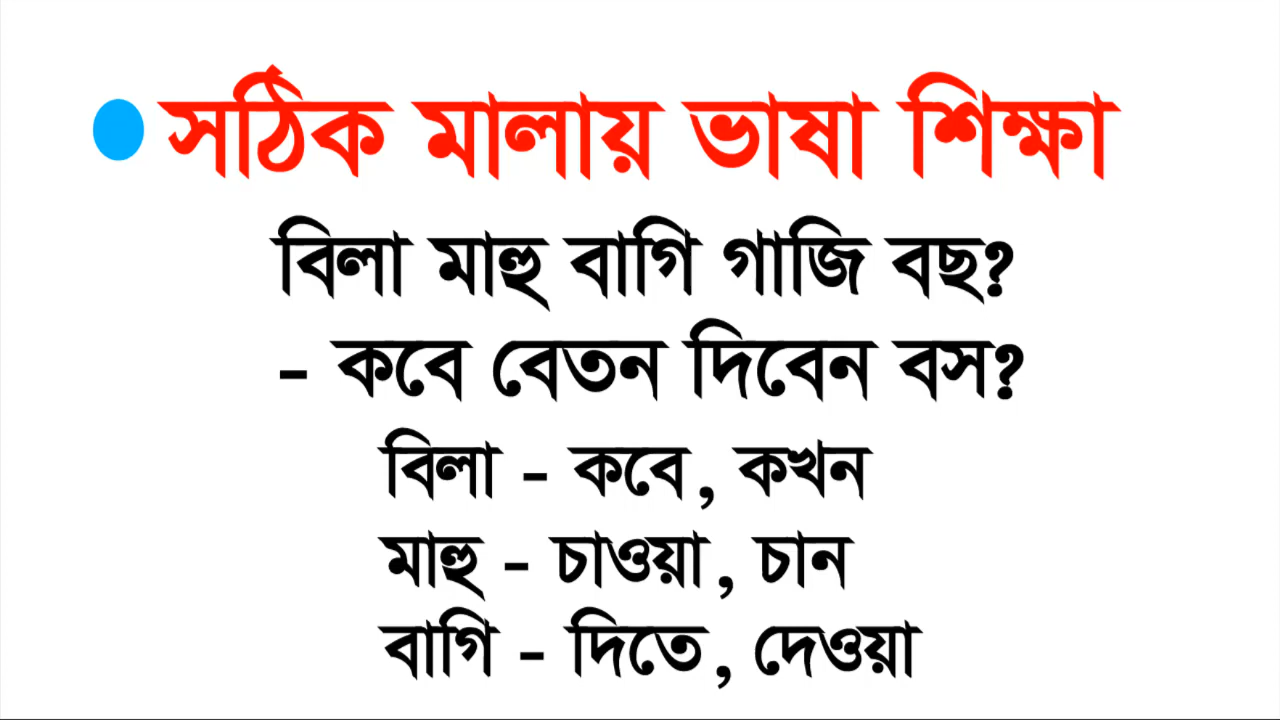 সঠিক মালায় ভাষা শিক্ষা
বিলা মাহু বাগি গাজি বছ?
- কবে বেতন দিবেন বস?
বিলা - কবে, কখন
মাহু - চাওয়া, চান
বাগি - দিতে, দেওয়া